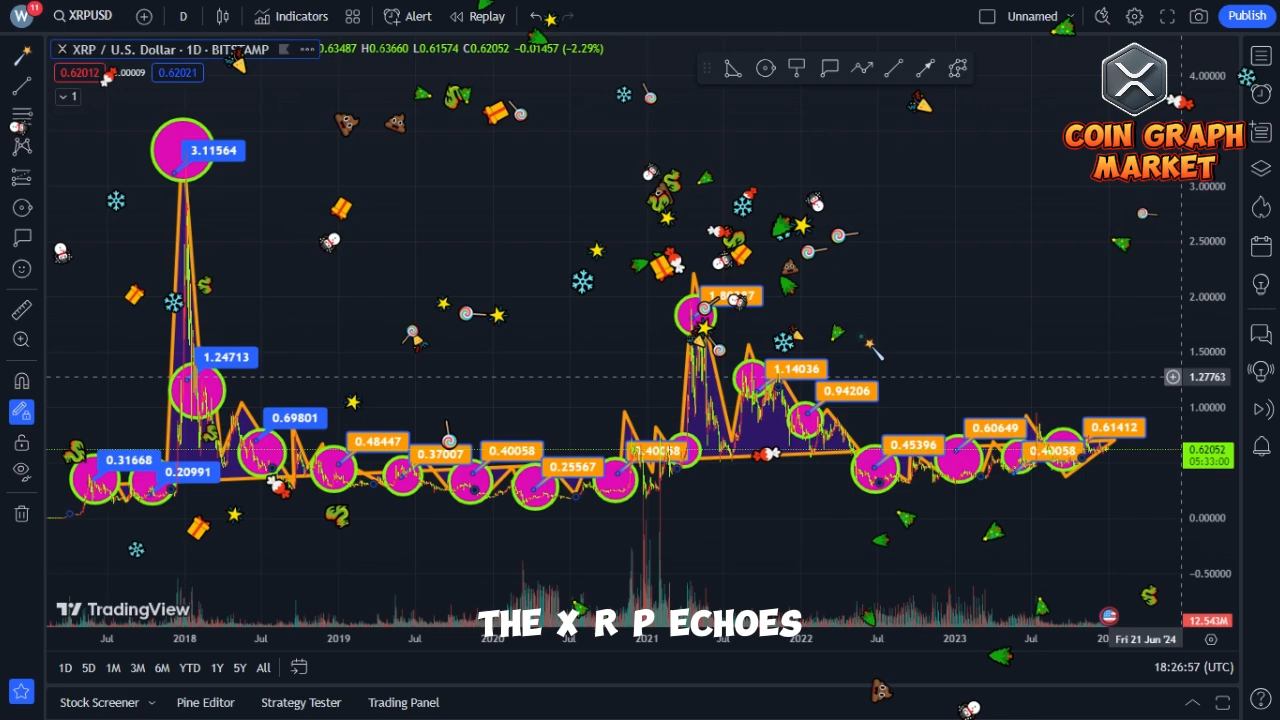 W 11 XRPUSD D Indicators Alert Replay Unnamed Publish
XRP / U.S. Dollar · 1D · BITSTAMP 0.63487 H0.63660 L0.61574 C0.62052 −0.01457 (−2.29%)
0.62012 0.62021
1
4.00000
COIN GRAPH
MARKET
3.11564
3.00000
2.50000
2.00000
1.50000
1.24713
1.27763
1.14036
0.94206
1.00000
0.69801
0.48447
0.45396
0.60649
0.61412
0.31668
0.20991
0.37007
0.40058
0.25567
0.40058
0.40058
0.62052
05:33:00
0.00000
−0.50000
TradingView
THE X R P ECHOES
12.543M
Jul 2018 Jul 2019 Jul 2020 Jul 2021 Jul 2022 Jul 2023 Jul Fri 21 Jun '24
1D 5D 1M 3M 6M YTD 1Y 5Y All 18:26:57 (UTC)
Stock Screener Pine Editor Strategy Tester Trading Panel